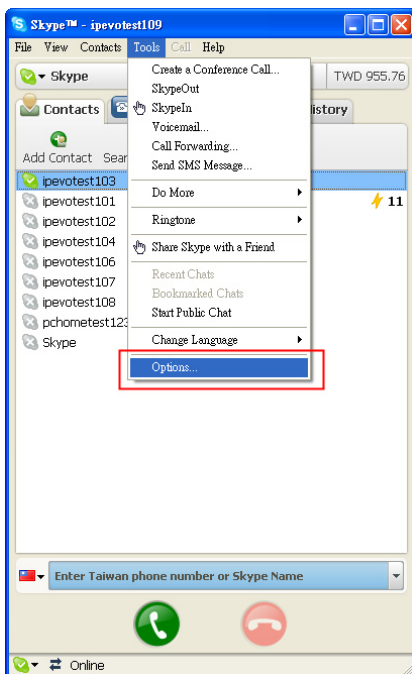 Skype™ - ipevotest109
File View Contacts Tools Call Help
Skype
TWD 955.76
Contacts
istory
Add Contact Sear
Create a Conference Call...
SkypeOut
SkypeIn
Voicemail...
Call Forwarding...
Send SMS Message...
Do More
Ringtone
Share Skype with a Friend
Recent Chats
Bookmarked Chats
Start Public Chat
Change Language
Options...
ipevotest103
ipevotest101
11
ipevotest102
ipevotest104
ipevotest106
ipevotest107
ipevotest108
pchometest123
Skype
Enter Taiwan phone number or Skype Name
Online